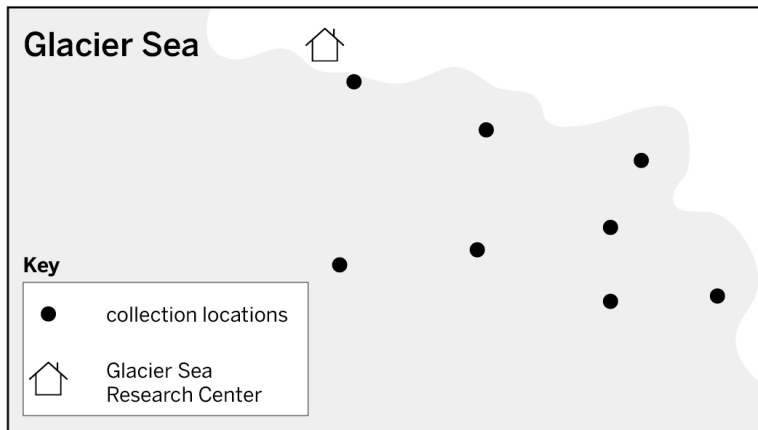 Glacier Sea
Key
collection locations
Glacier Sea
Research Center